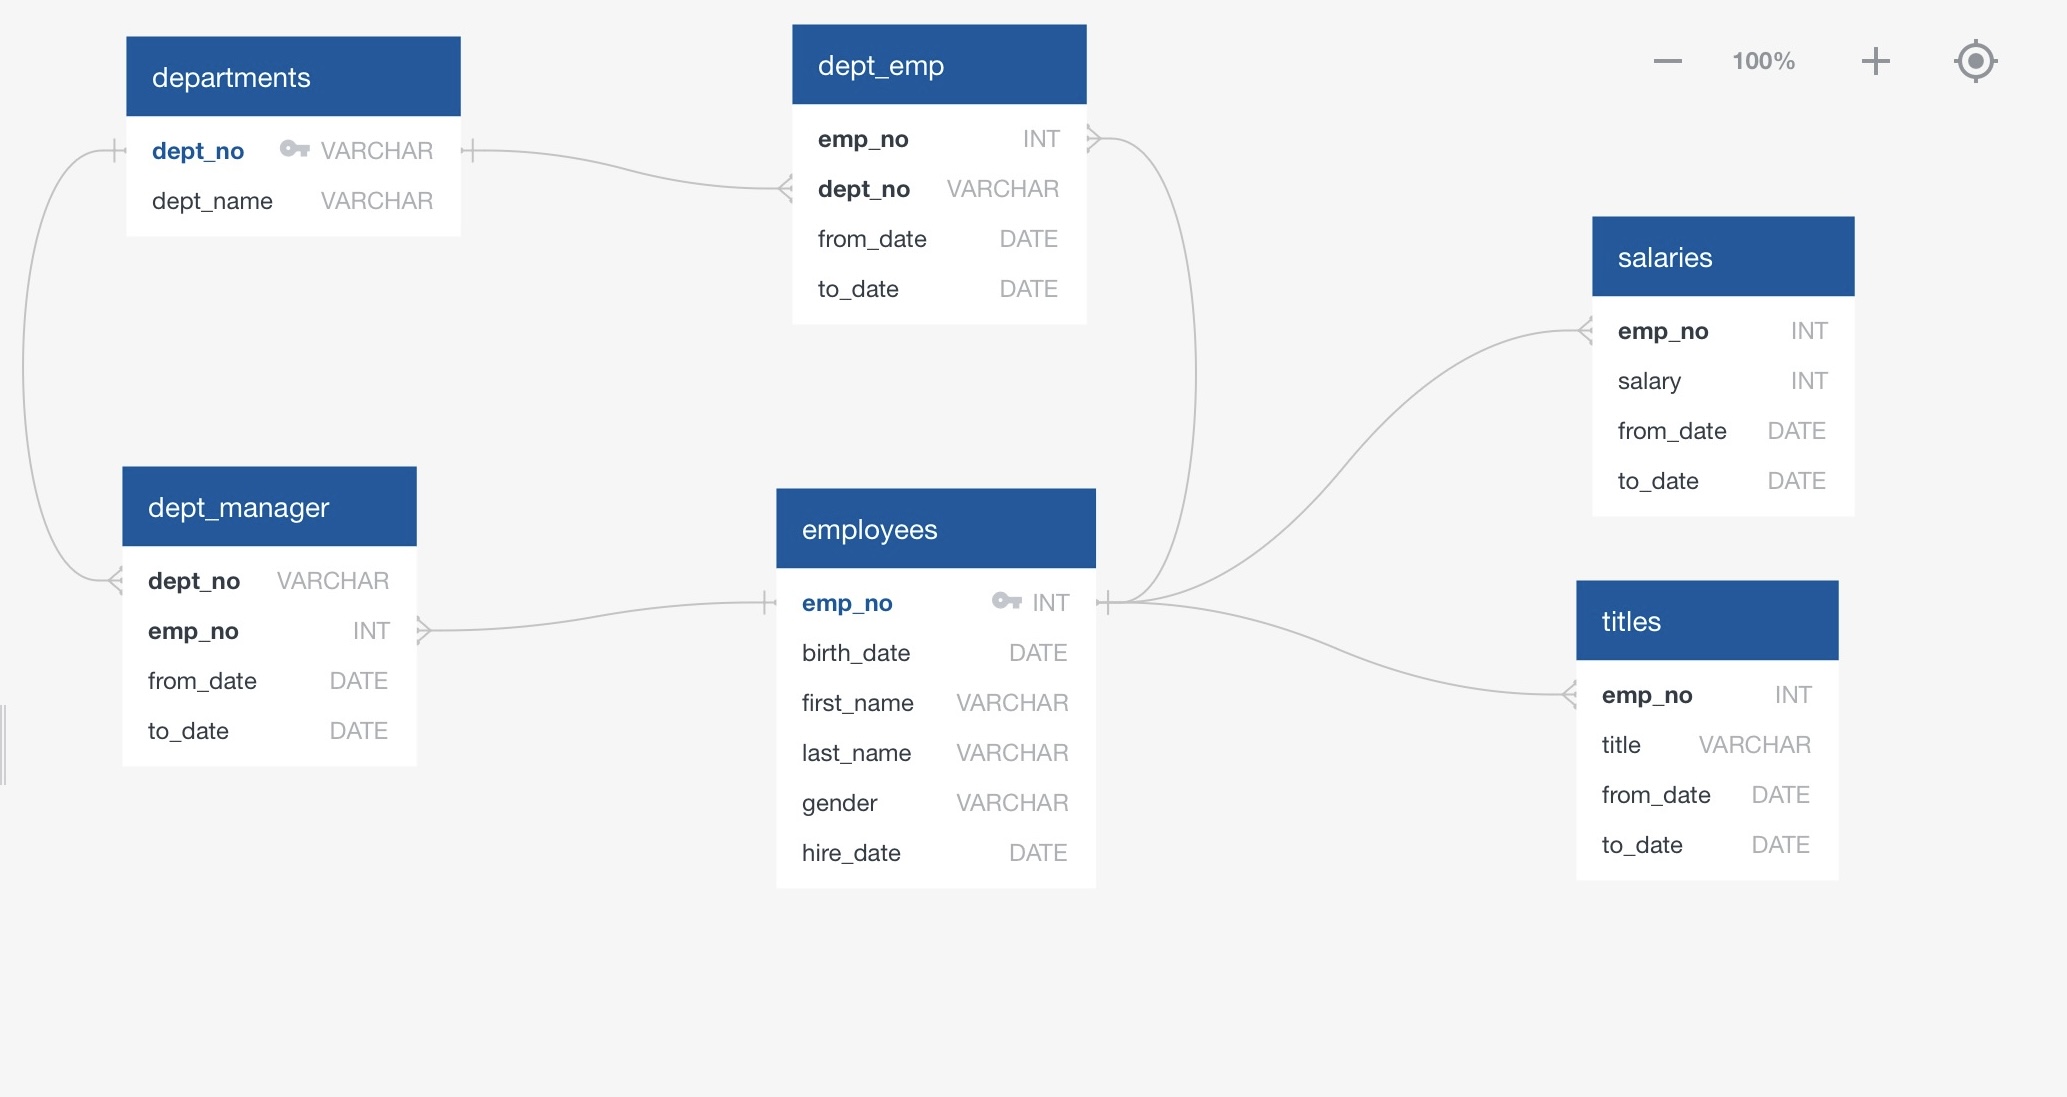 departments
dept_no VARCHAR
dept_name VARCHAR
dept_emp
emp_no INT
dept_no VARCHAR
from_date DATE
to_date DATE
100%
salaries
emp_no INT
salary INT
from_date DATE
to_date DATE
dept_manager
dept_no VARCHAR
emp_no INT
from_date DATE
to_date DATE
employees
emp_no INT
birth_date DATE
first_name VARCHAR
last_name VARCHAR
gender VARCHAR
hire_date DATE
titles
emp_no INT
title VARCHAR
from_date DATE
to_date DATE